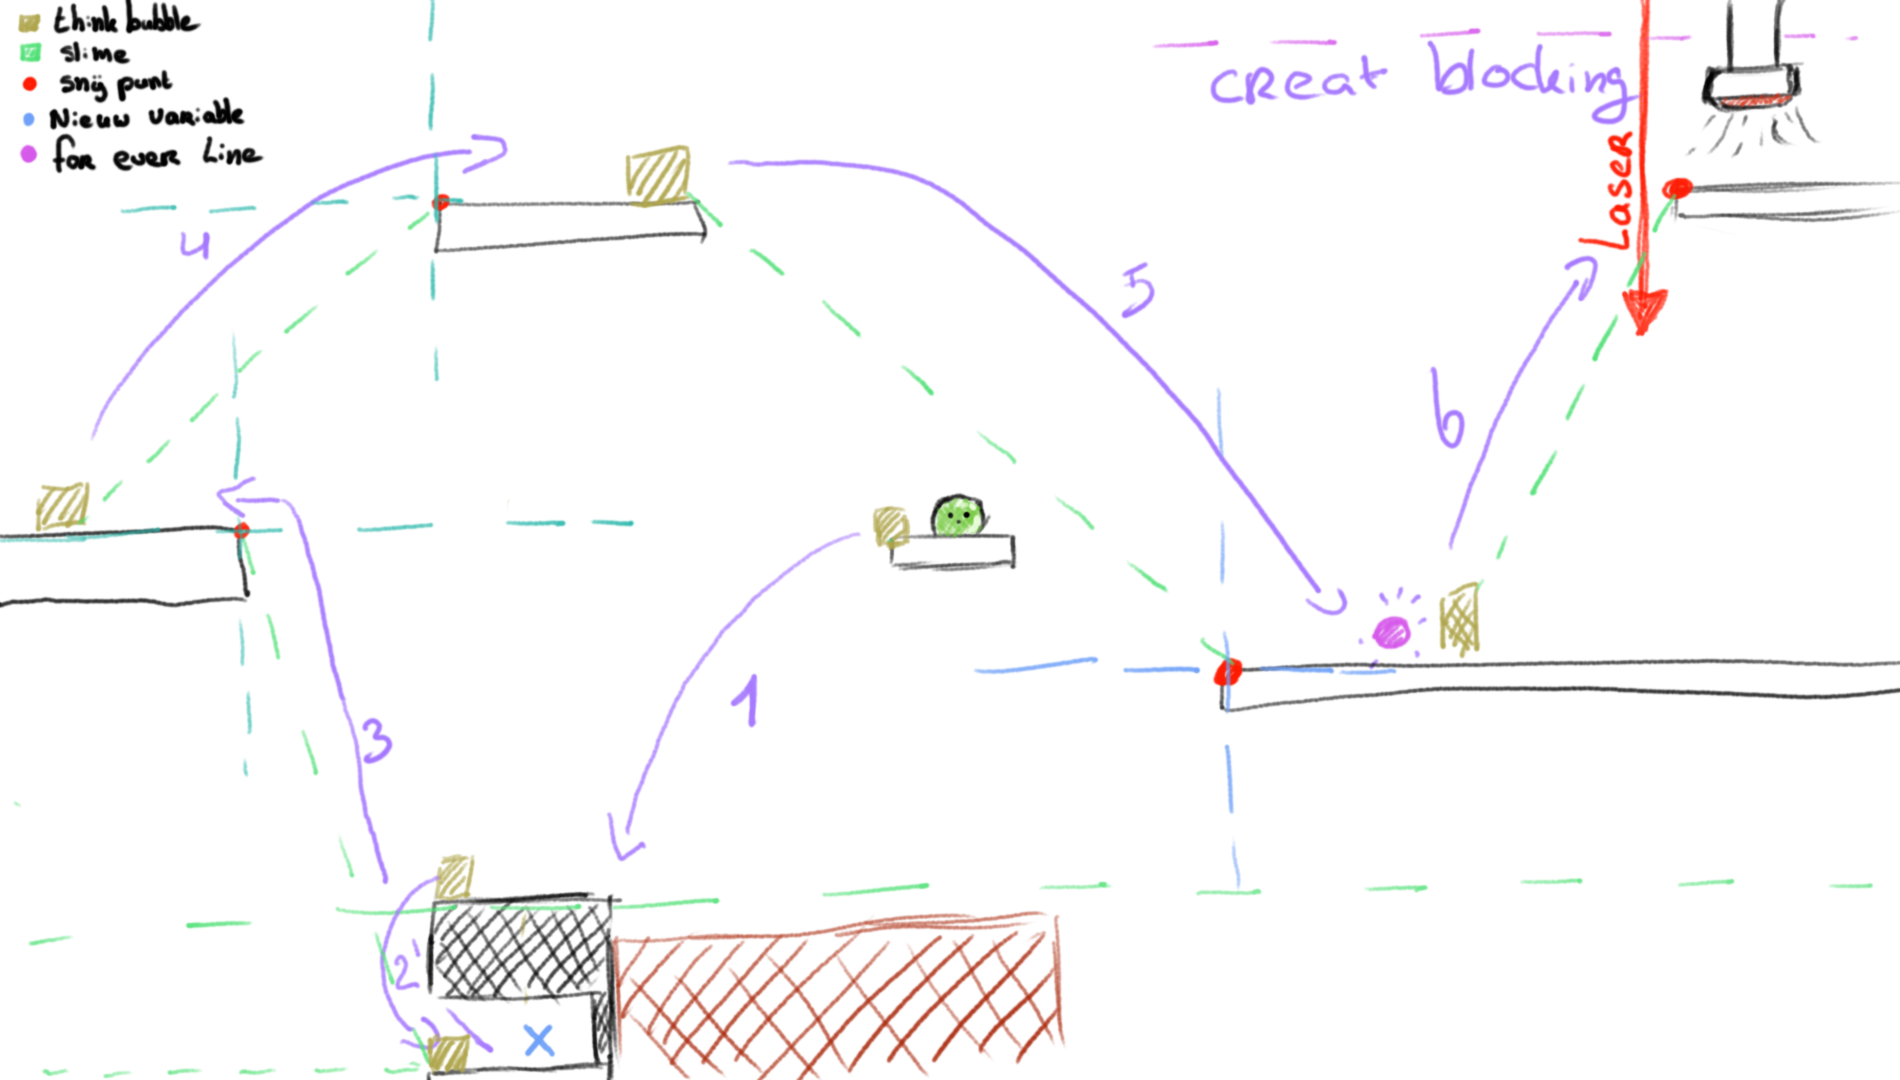 think bubble
slime
snij punt
Nieuw variable
for ever Line
creat blocking
Laser
4
5
6
3
1
2'
X